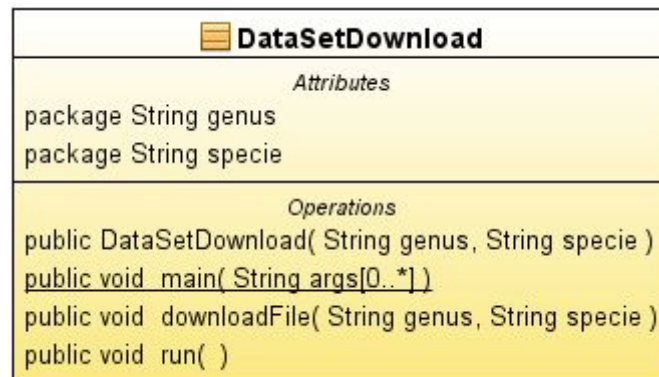 DataSetDownload
Attributes
package String genus
package String specie
Operations
public DataSetDownload( String genus, String specie )
public void main( String args[0..*] )
public void downloadFile( String genus, String specie )
public void run( )